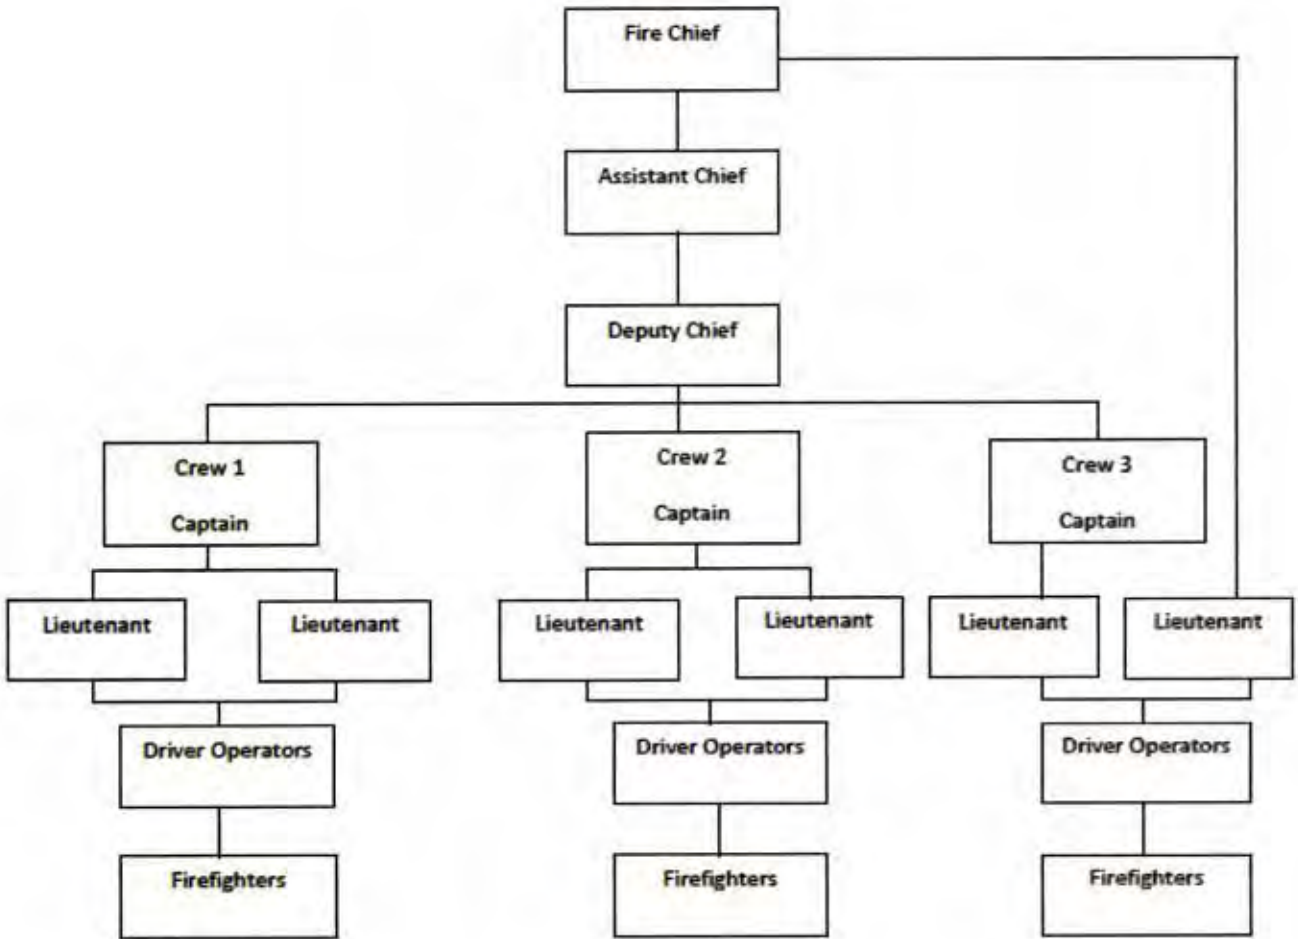 Fire Chief
Assistant Chief
Deputy Chief
Crew 1
Captain
Crew 2
Captain
Crew 3
Captain
Lieutenant
Lieutenant
Lieutenant
Lieutenant
Lieutenant
Lieutenant
Driver Operators
Driver Operators
Driver Operators
Firefighters
Firefighters
Firefighters